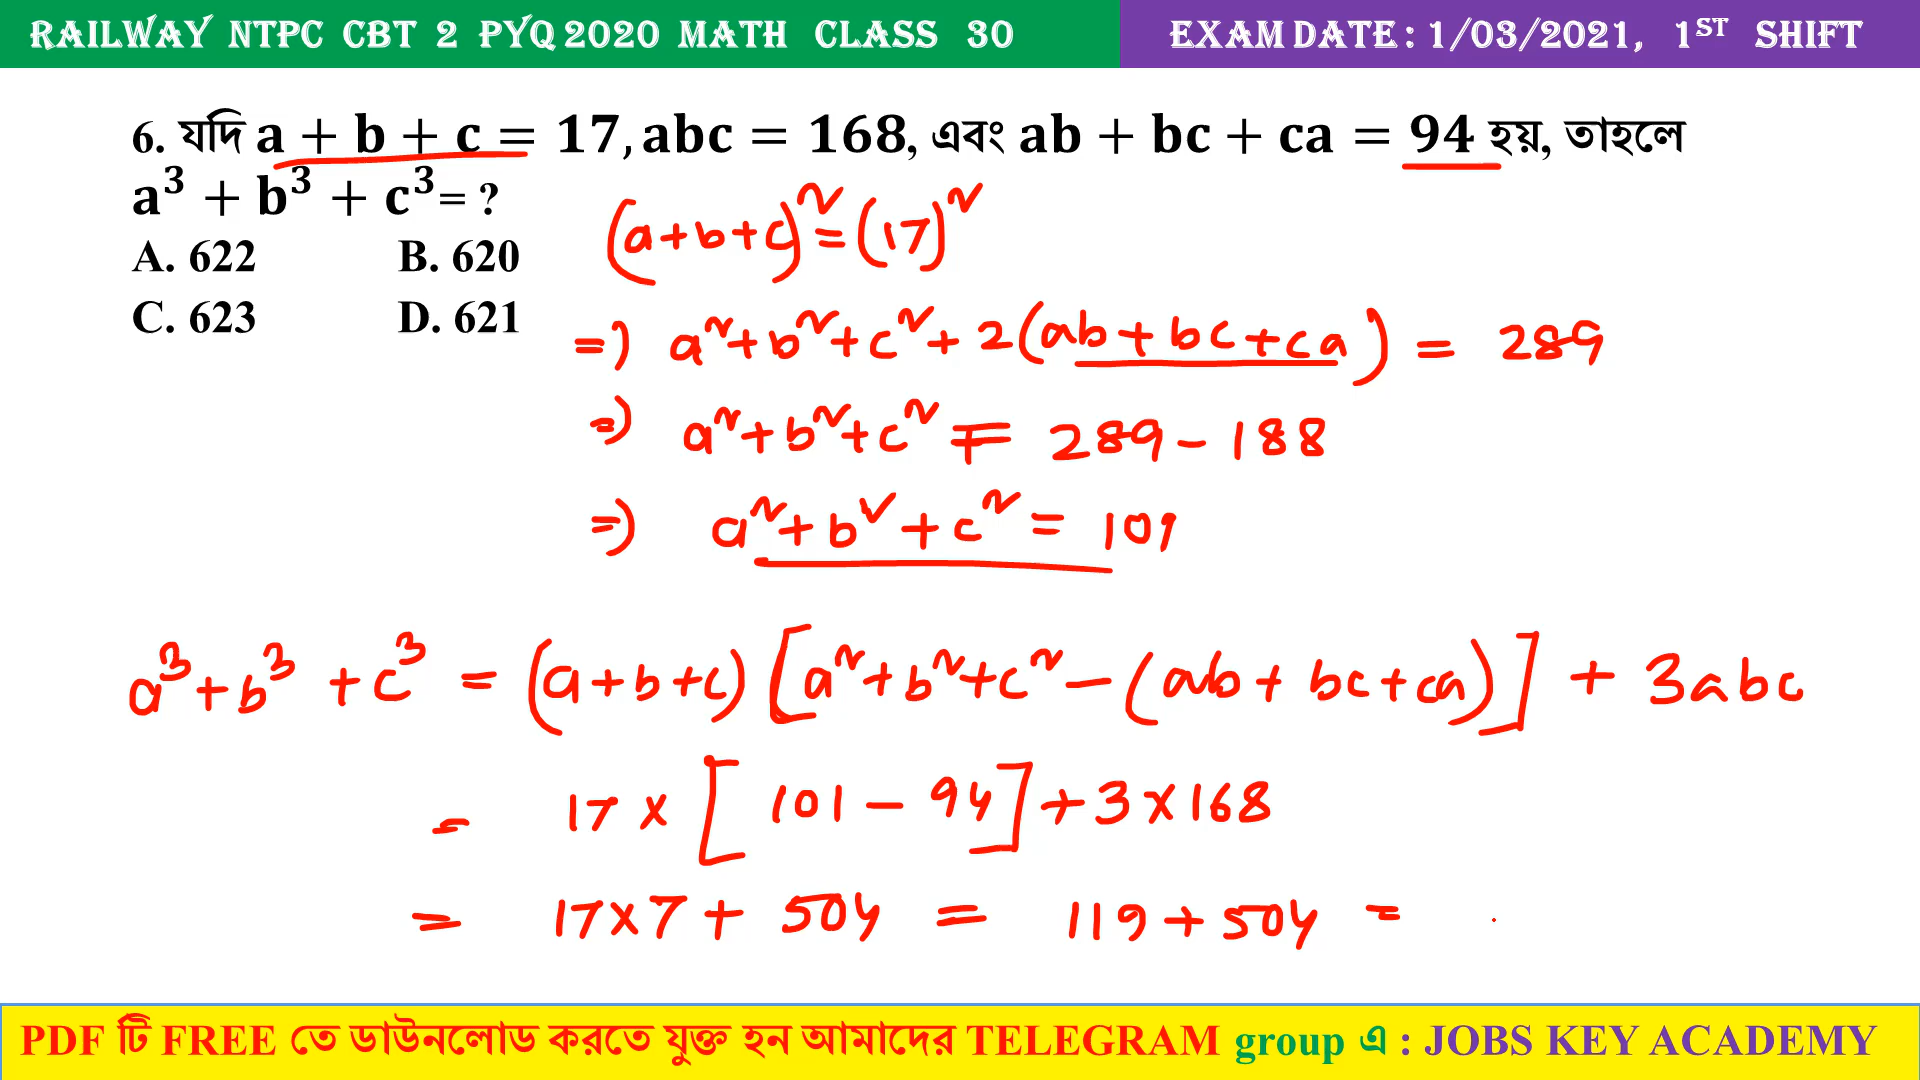 RAILWAY NTPC CBT 2 PYQ 2020 MATH CLASS 30
EXAM DATE : 1/03/2021, 1ST SHIFT
6. যদি a + b + c = 17, abc = 168, এবং ab + bc + ca = 94 হয়, তাহলে
a³ + b³ + c³= ?
A. 622 B. 620
C. 623 D. 621
(a+b+c)² = (17)²
=) a²+b²+c²+2(ab+bc+ca) = 289
=) a²+b²+c² = 289 - 188
=) a²+b²+c² = 101
a³+b³+c³ = (a+b+c)[a²+b²+c²-(ab+bc+ca)] + 3abc
= 17 × [101 - 94] + 3 × 168
= 17×7 + 504 = 119 + 504 =
PDF টি FREE তে ডাউনলোড করতে যুক্ত হন আমাদের TELEGRAM group এ : JOBS KEY ACADEMY